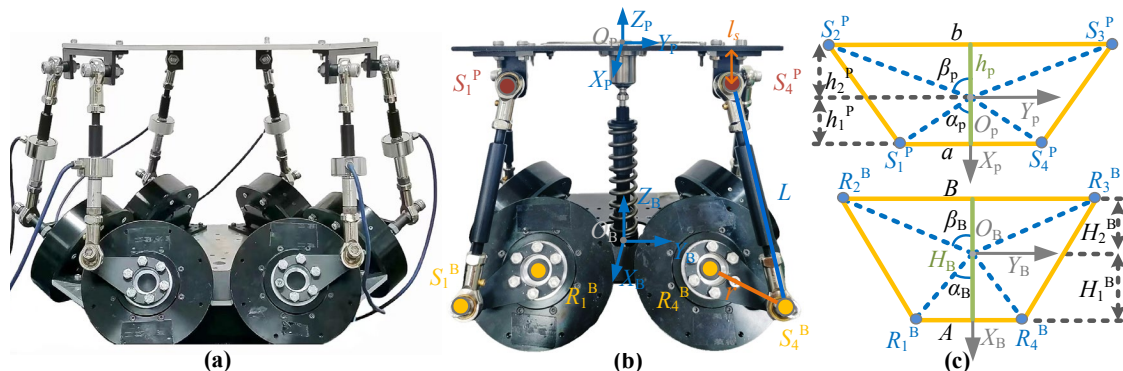 Z_P
O_P
Y_P
X_P
l_s
S_1^P
S_4^P
L
Z_B
O_B
Y_B
X_B
r
S_1^B
R_1^B
R_4^B
S_4^B
S_2^P
b
S_3^P
h_2^P
β_p
h_p
Y_p
h_1^P
α_p
O_p
S_1^P
a
S_4^P
X_p
R_2^B
B
R_3^B
β_B
O_B
H_2^B
H_B
Y_B
α_B
H_1^B
R_1^B
A
R_4^B
X_B
(a)
(b)
(c)